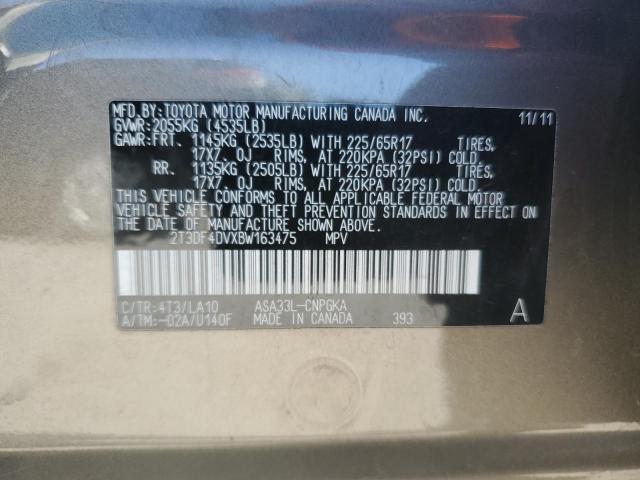 MFD.BY:TOYOTA MOTOR MANUFACTURING CANADA INC. 11/11
GVWR:2055KG (4535LB)
GAWR:FRT. 1145KG (2535LB) WITH 225/65R17 TIRES,
17X7. OJ RIMS, AT 220KPA (32PSI) COLD.
RR. 1135KG (2505LB) WITH 225/65R17 TIRES,
17X7. OJ RIMS, AT 220KPA (32PSI) COLD.
THIS VEHICLE CONFORMS TO ALL APPLICABLE FEDERAL MOTOR
VEHICLE SAFETY AND THEFT PREVENTION STANDARDS IN EFFECT ON
THE DATE OF MANUFACTURE SHOWN ABOVE.
2T3DF4DVXBW163475 MPV
C/TR:4T3/LA10 ASA33L-CNPGKA
A/TM:-02A/U140F MADE IN CANADA 393 A